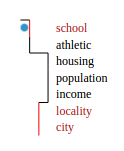 school
athletic
housing
population
income
locality
city